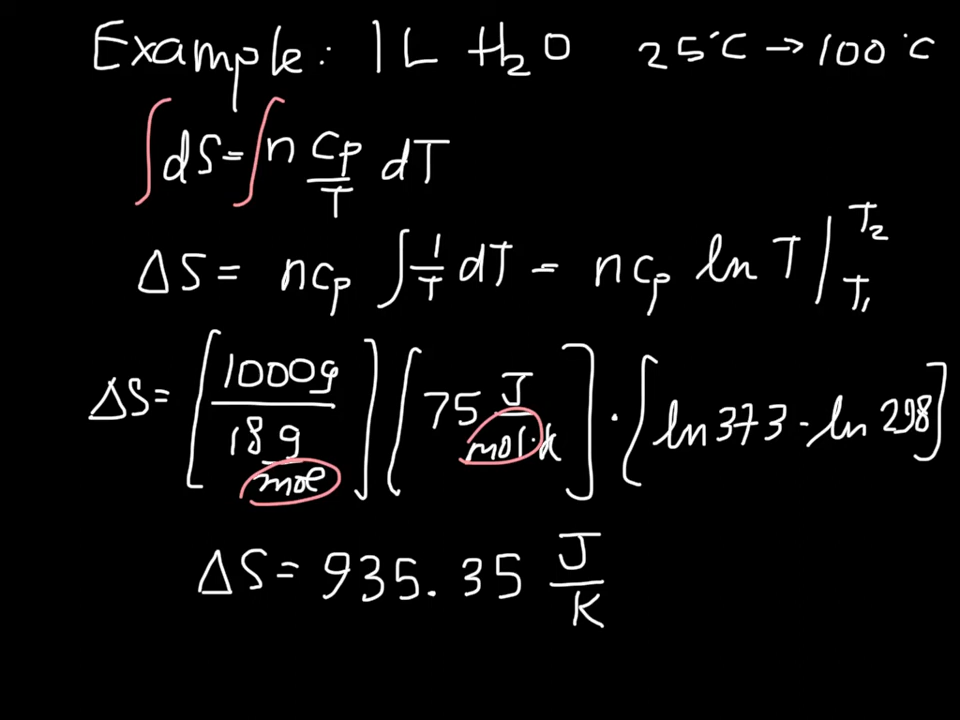 Example: 1L H₂O 25°C → 100°C
∫dS = ∫n Cp/T dT
ΔS = nCp ∫ 1/T dT = nCp ln T |T₁ T₂
ΔS = [1000g / 18 g/mol] [75 J/mol·K] · [ln 373 - ln 298]
ΔS = 935.35 J/K